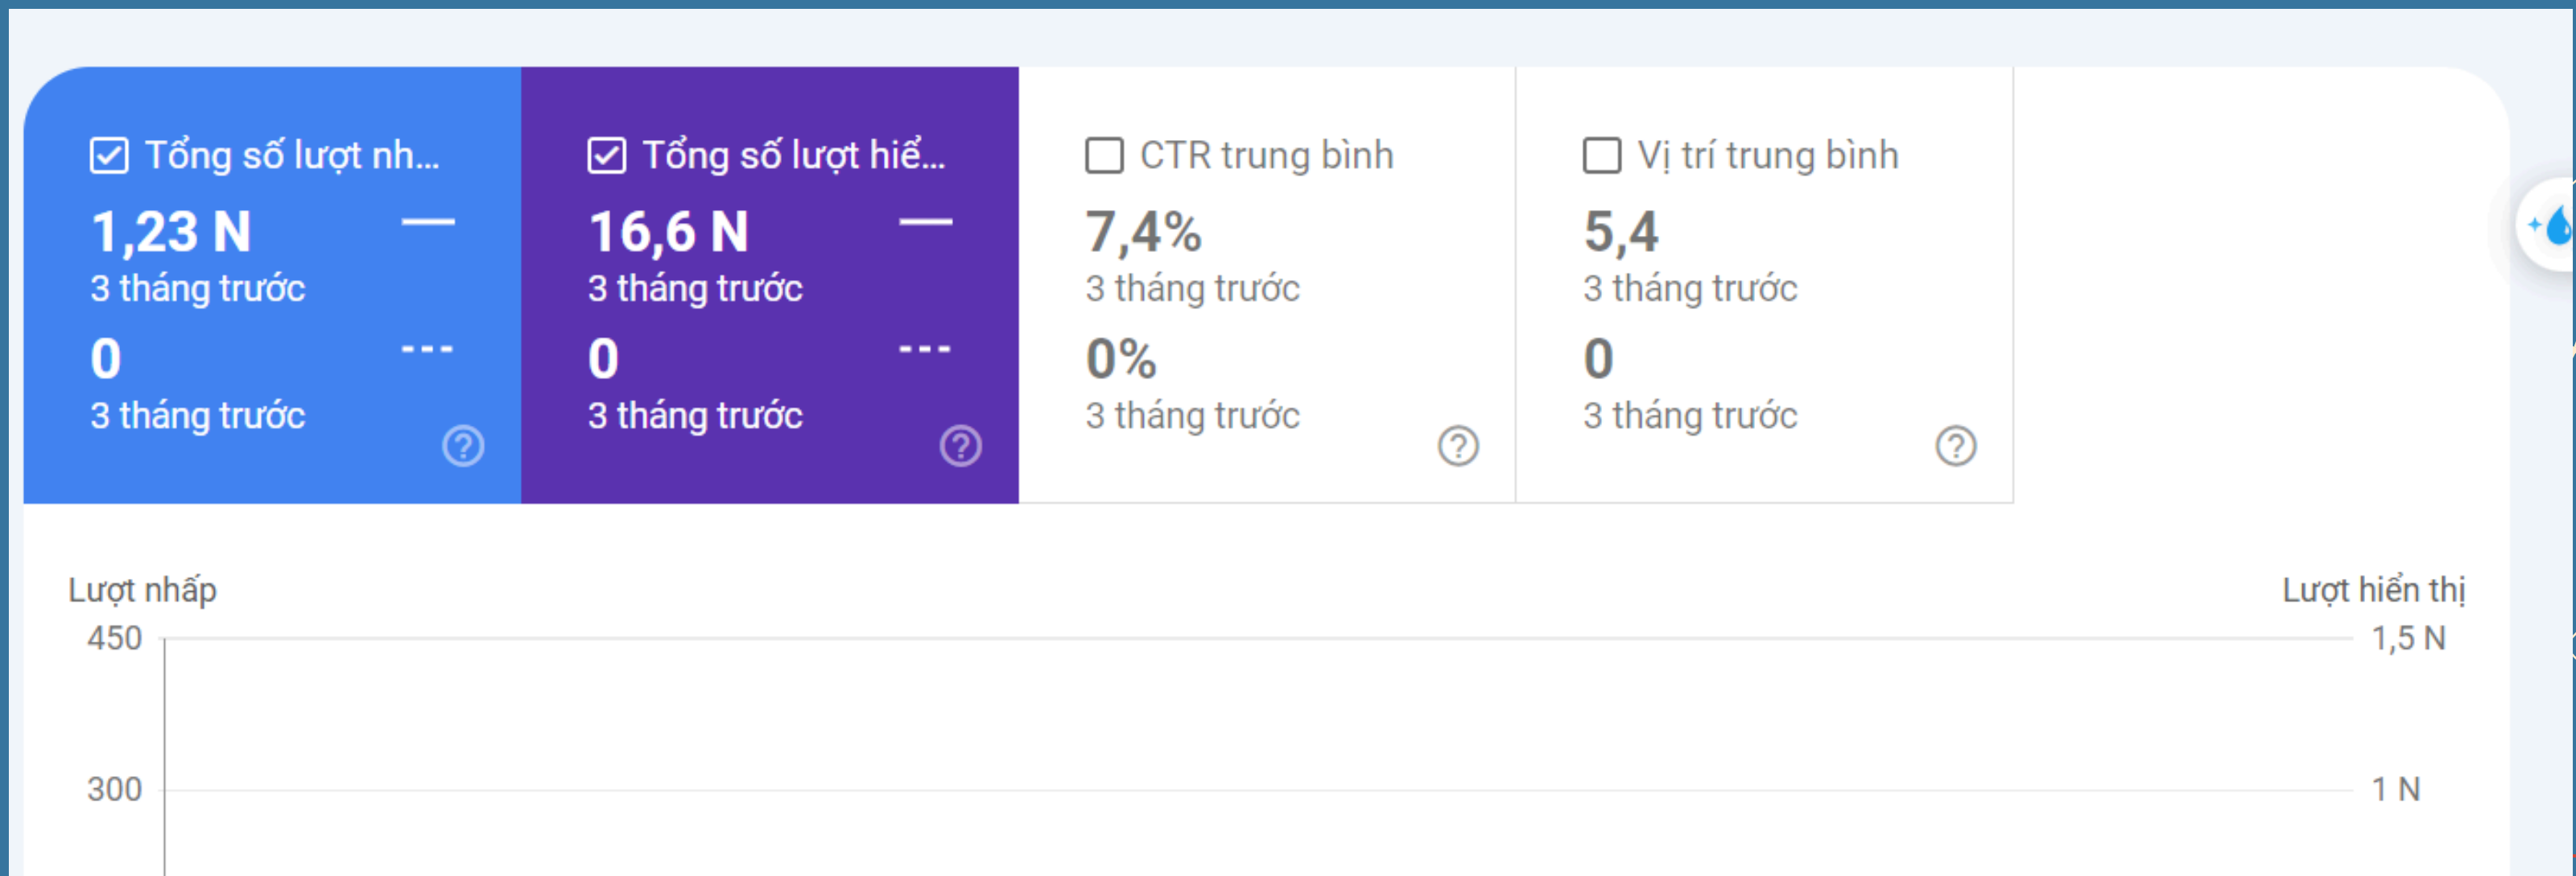 Tổng số lượt nh...
1,23 N
3 tháng trước
0
3 tháng trước
Tổng số lượt hiể...
16,6 N
3 tháng trước
0
3 tháng trước
CTR trung bình
7,4%
3 tháng trước
0%
3 tháng trước
Vị trí trung bình
5,4
3 tháng trước
0
3 tháng trước
Lượt nhấp
Lượt hiển thị
450
1,5 N
300
1 N